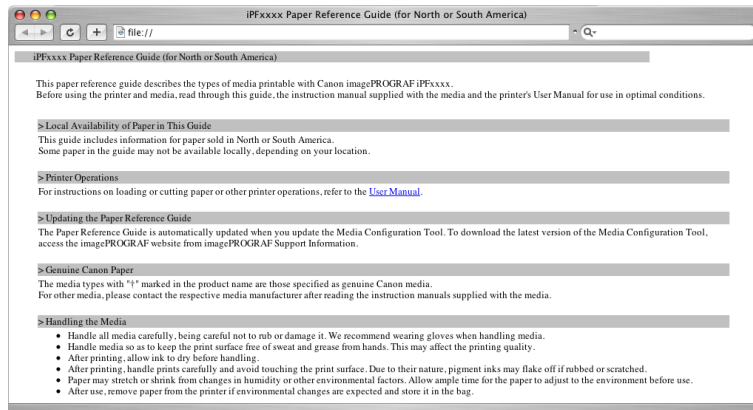 iPFxxxx Paper Reference Guide (for North or South America)
file://
iPFxxxx Paper Reference Guide (for North or South America)
This paper reference guide describes the types of media printable with Canon imagePROGRAF iPFxxxx.
Before using the printer and media, read through this guide, the instruction manual supplied with the media and the printer's User Manual for use in optimal conditions.
> Local Availability of Paper in This Guide
This guide includes information for paper sold in North or South America.
Some paper in the guide may not be available locally, depending on your location.
> Printer Operations
For instructions on loading or cutting paper or other printer operations, refer to the User Manual.
> Updating the Paper Reference Guide
The Paper Reference Guide is automatically updated when you update the Media Configuration Tool. To download the latest version of the Media Configuration Tool,
access the imagePROGRAF website from imagePROGRAF Support Information.
> Genuine Canon Paper
The media types with "†" marked in the product name are those specified as genuine Canon media.
For other media, please contact the respective media manufacturer after reading the instruction manuals supplied with the media.
> Handling the Media
• Handle all media carefully, being careful not to rub or damage it. We recommend wearing gloves when handling media.
• Handle media so as to keep the print surface free of sweat and grease from hands. This may affect the printing quality.
• After printing, allow ink to dry before handling.
• After printing, handle prints carefully and avoid touching the print surface. Due to their nature, pigment inks may flake off if rubbed or scratched.
• Paper may stretch or shrink from changes in humidity or other environmental factors. Allow ample time for the paper to adjust to the environment before use.
• After use, remove paper from the printer if environmental changes are expected and store it in the bag.